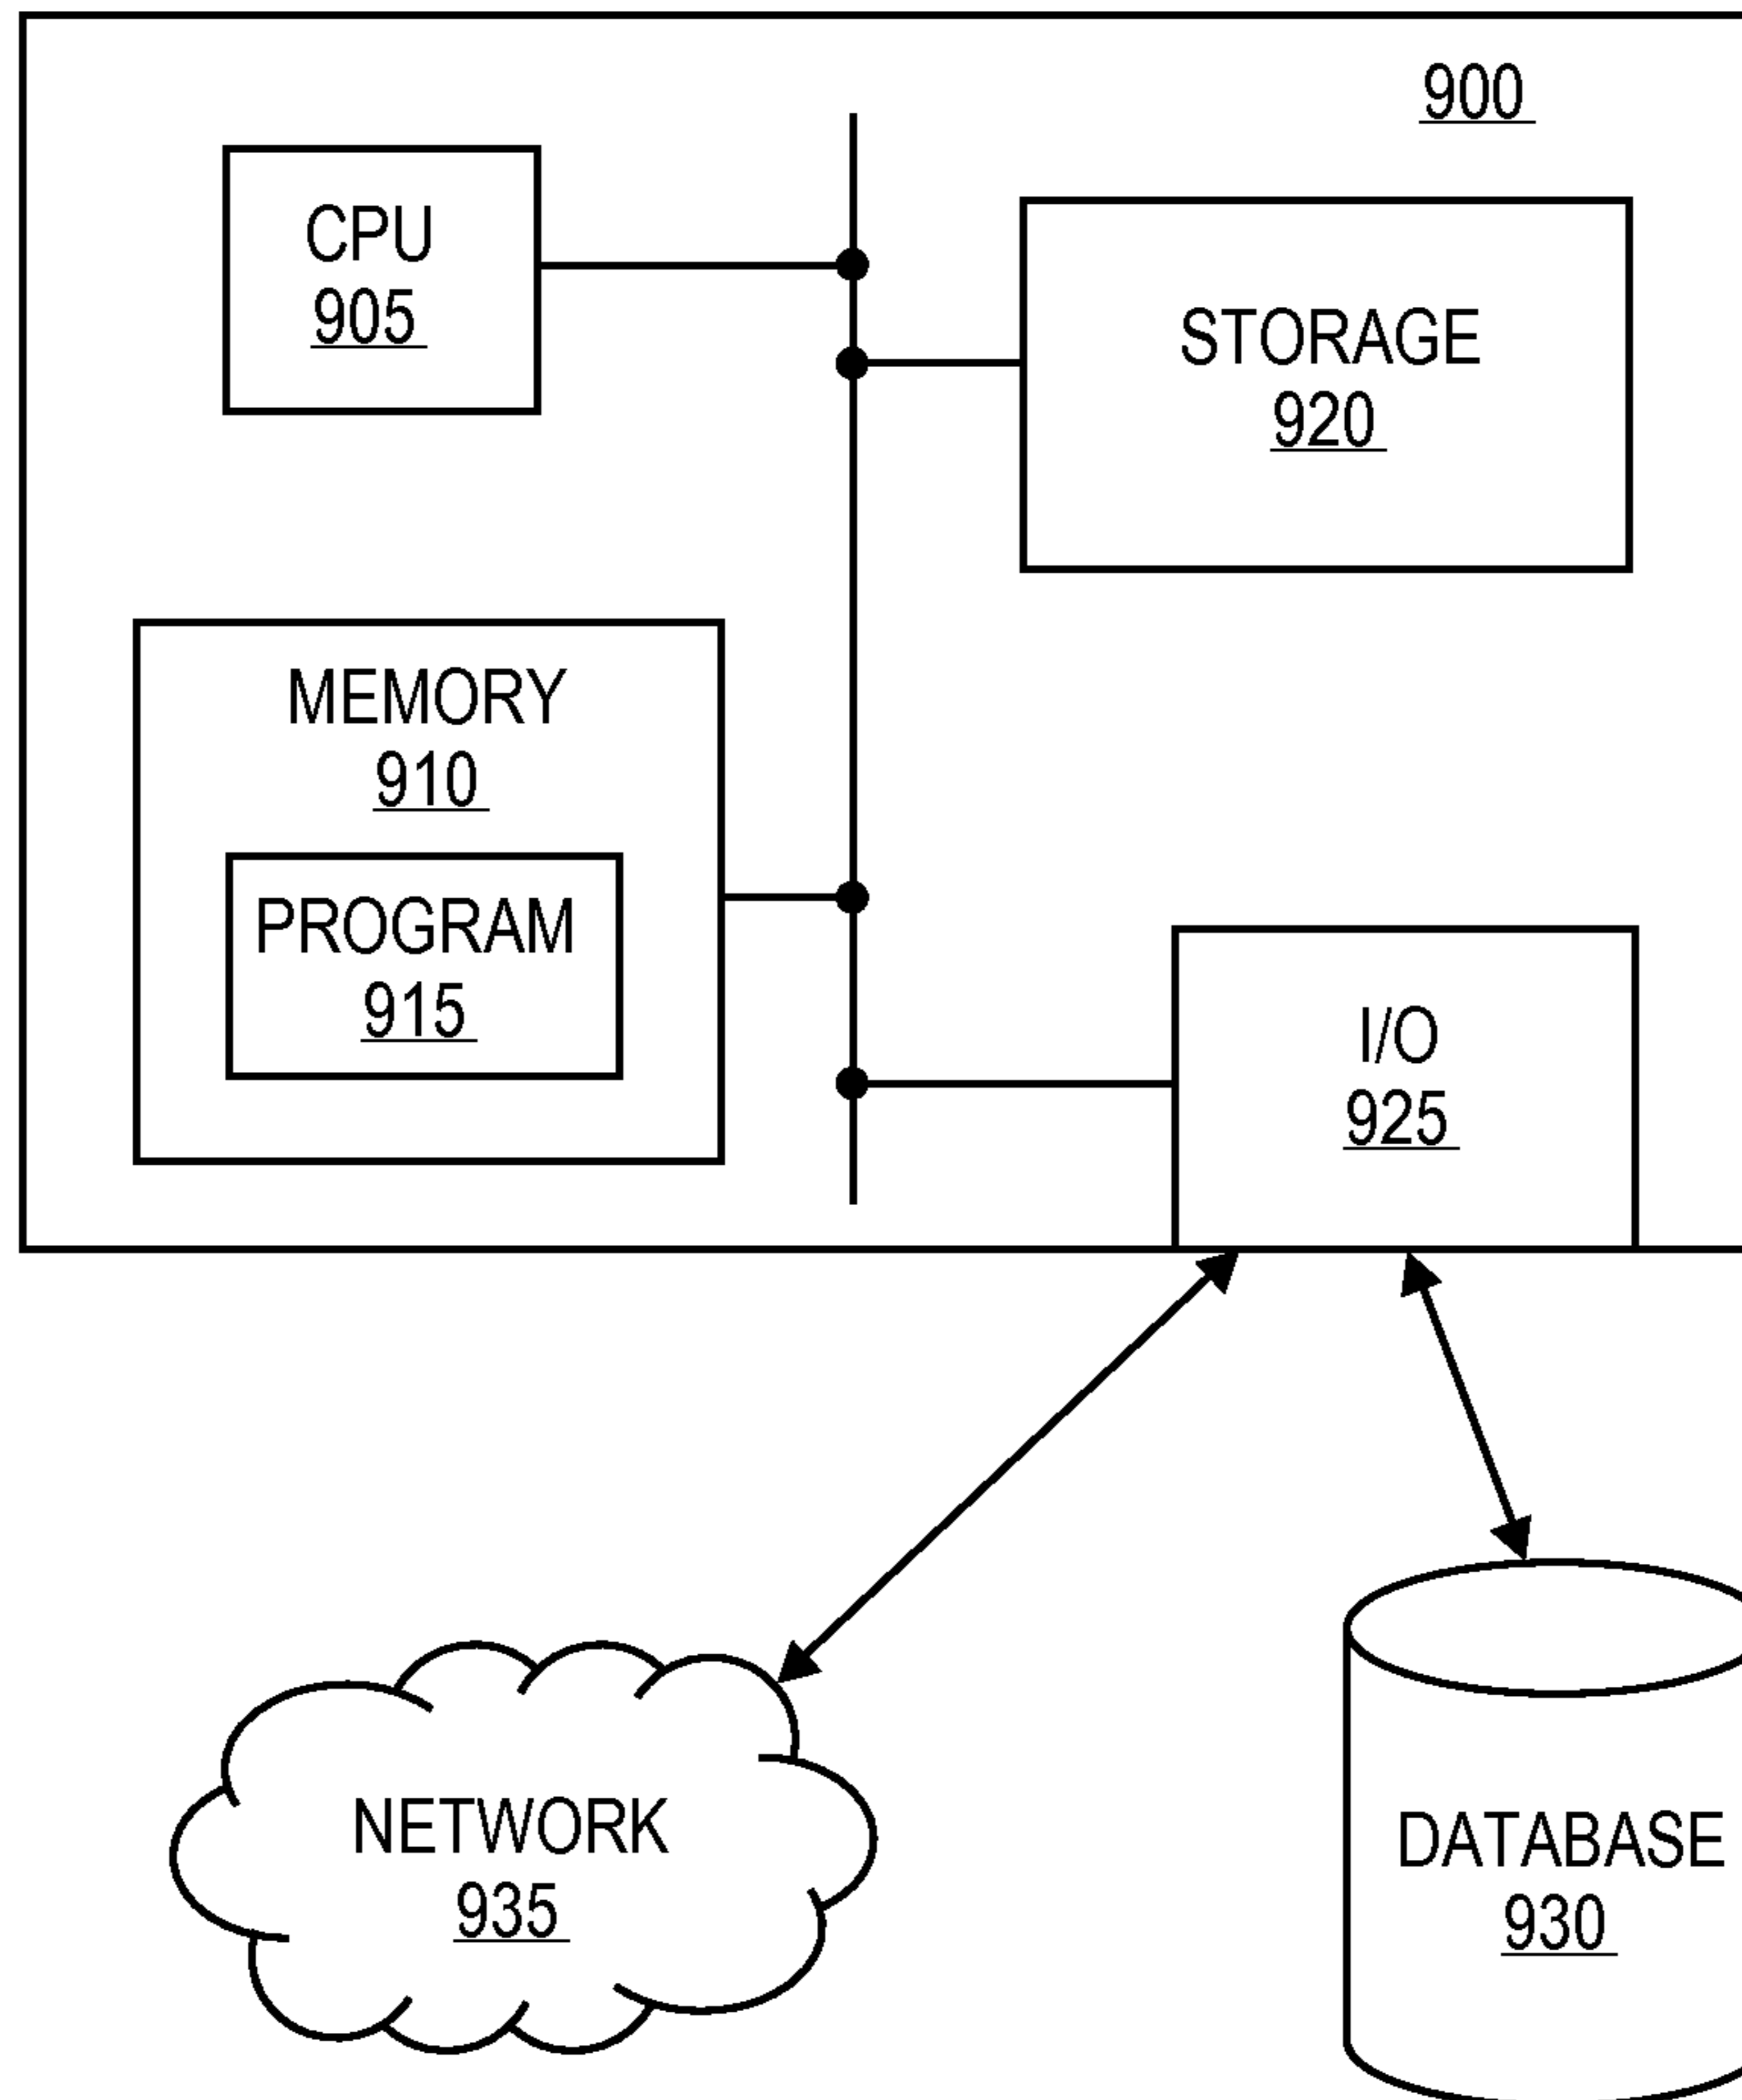 900
CPU
905
STORAGE
920
MEMORY
910
PROGRAM
915
I/O
925
NETWORK
935
DATABASE
930